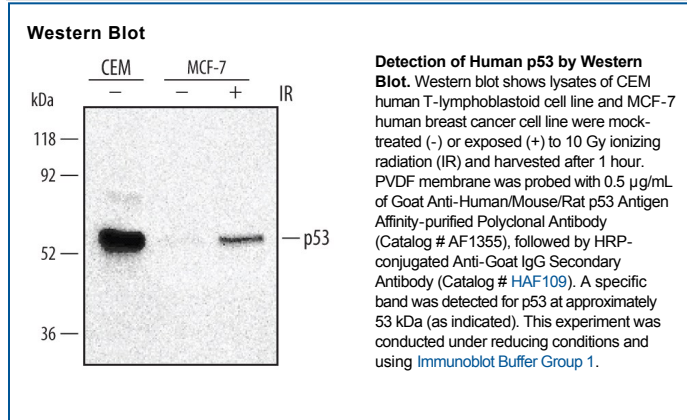 Western Blot
CEM MCF-7
kDa – – + IR
118
92
p53
52
36
Detection of Human p53 by Western
Blot. Western blot shows lysates of CEM
human T-lymphoblastoid cell line and MCF-7
human breast cancer cell line were mock-
treated (-) or exposed (+) to 10 Gy ionizing
radiation (IR) and harvested after 1 hour.
PVDF membrane was probed with 0.5 µg/mL
of Goat Anti-Human/Mouse/Rat p53 Antigen
Affinity-purified Polyclonal Antibody
(Catalog # AF1355), followed by HRP-
conjugated Anti-Goat IgG Secondary
Antibody (Catalog # HAF109). A specific
band was detected for p53 at approximately
53 kDa (as indicated). This experiment was
conducted under reducing conditions and
using Immunoblot Buffer Group 1.